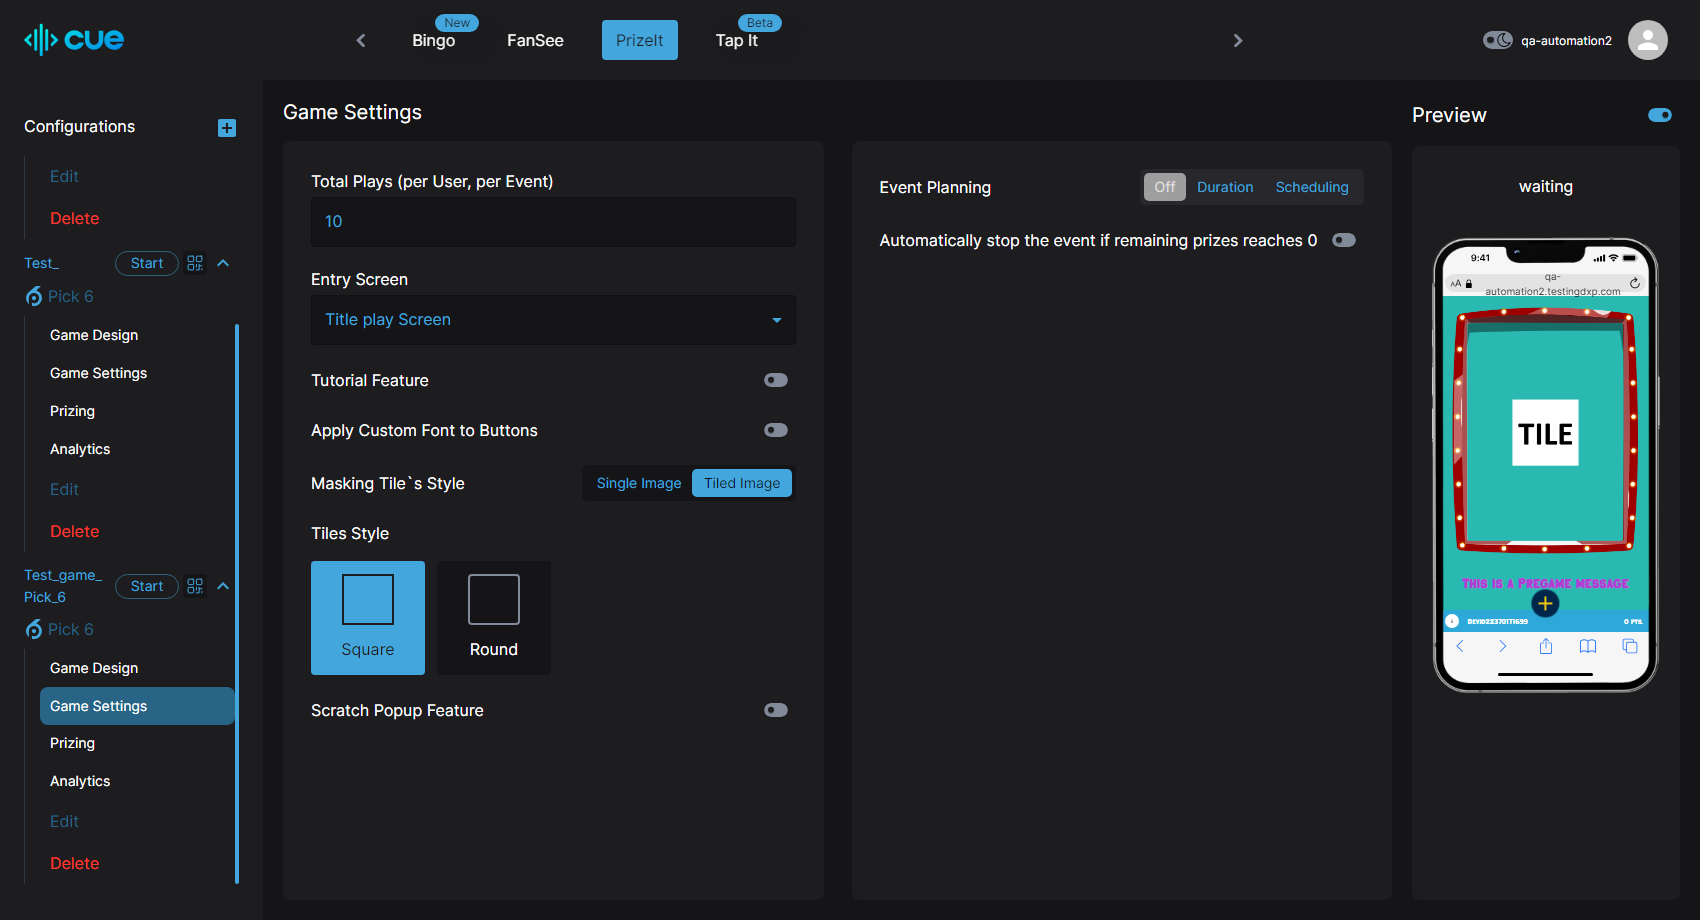 cue
New
Bingo
FanSee
PrizeIt
Beta
Tap It
qa-automation2
Configurations
Edit
Delete
Test_
Start
Pick 6
Game Design
Game Settings
Prizing
Analytics
Edit
Delete
Test_game_
Pick_6
Start
Pick 6
Game Design
Game Settings
Prizing
Analytics
Edit
Delete
Game Settings
Total Plays (per User, per Event)
10
Entry Screen
Title play Screen
Tutorial Feature
Apply Custom Font to Buttons
Masking Tile`s Style
Single Image
Tiled Image
Tiles Style
Square
Round
Scratch Popup Feature
Event Planning
Off
Duration
Scheduling
Automatically stop the event if remaining prizes reaches 0
Preview
waiting
9:41
AA
qa-
automation2.testingdxp.com
TILE
This is a Pregame message
0 PTS.